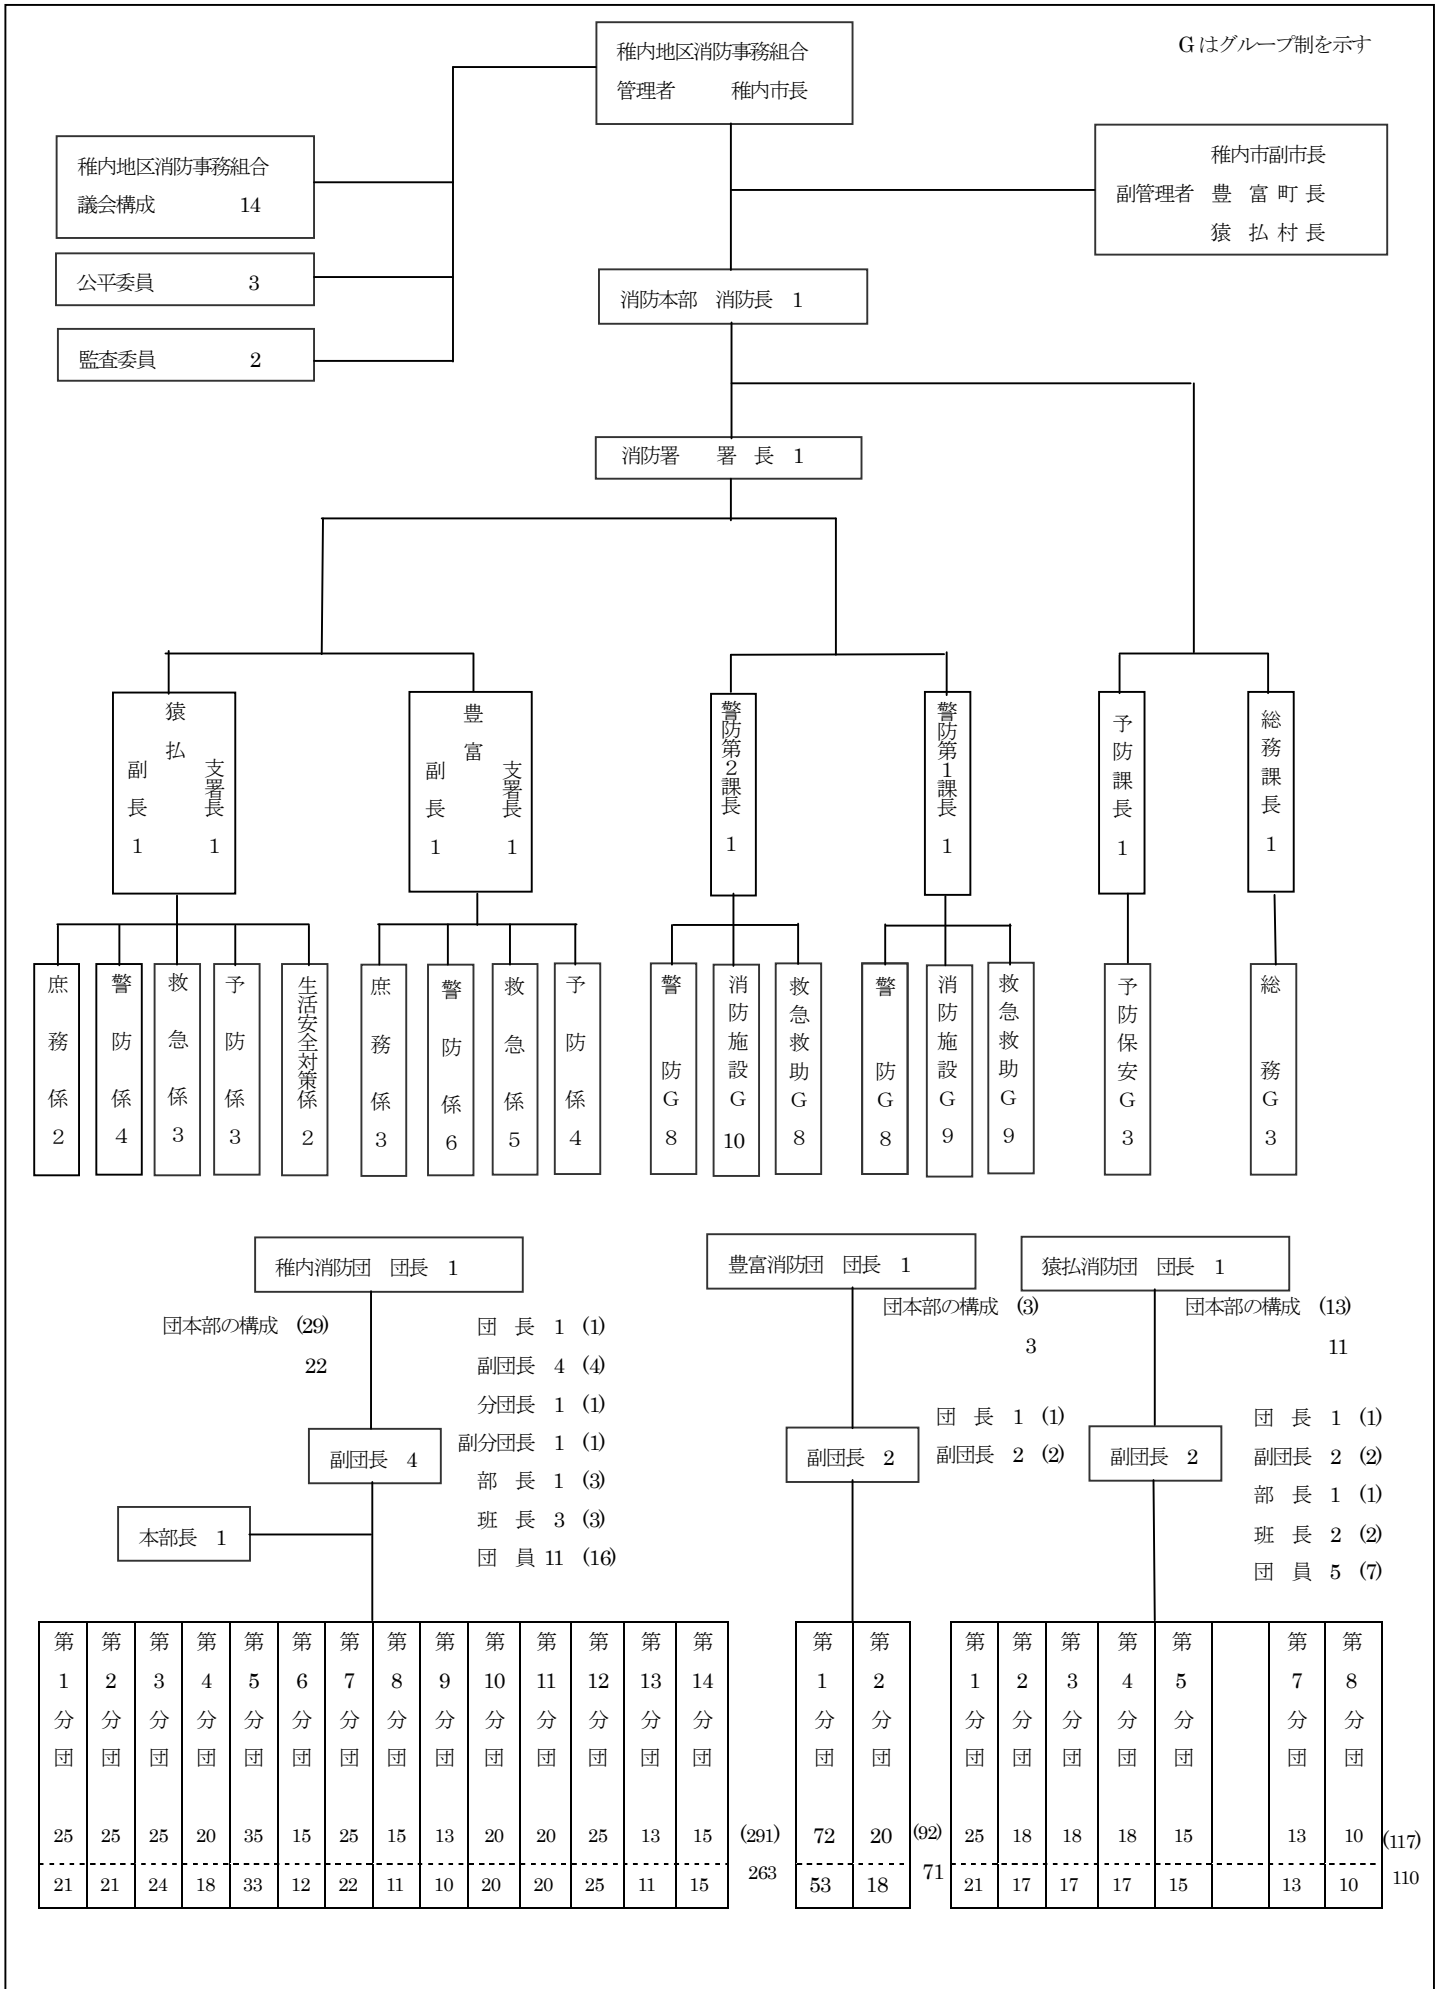 稚内地区消防事務組合
管理者 稚内市長
Gはグループ制を示す
稚内地区消防事務組合
議会構成 14
公平委員 3
監査委員 2
稚内市副市長
副管理者 豊富町長
猿払村長
消防本部 消防長 1
消防署 署長 1
猿払
支署長 1
副長 1
豊富
支署長 1
副長 1
警防第2課長 1
警防第1課長 1
予防課長 1
総務課長 1
庶務係 2
警防係 4
救急係 3
予防係 3
生活安全対策係 2
庶務係 3
警防係 6
救急係 5
予防係 4
警防G 8
消防施設G 10
救急救助G 8
警防G 8
消防施設G 9
救急救助G 9
予防保安G 3
総務G 3
稚内消防団 団長 1
団本部の構成 (29)
22
団長 1 (1)
副団長 4 (4)
分団長 1 (1)
副分団長 1 (1)
部長 1 (3)
班長 3 (3)
団員 11 (16)
副団長 4
本部長 1
豊富消防団 団長 1
団本部の構成 (3)
3
団長 1 (1)
副団長 2 (2)
副団長 2
猿払消防団 団長 1
団本部の構成 (13)
11
団長 1 (1)
副団長 2 (2)
部長 1 (1)
班長 2 (2)
団員 5 (7)
副団長 2
第1分団 25 21
第2分団 25 21
第3分団 25 24
第4分団 20 18
第5分団 35 33
第6分団 15 12
第7分団 25 22
第8分団 15 11
第9分団 13 10
第10分団 20 20
第11分団 20 20
第12分団 25 25
第13分団 13 11
第14分団 15 15
(291)
263
第1分団 72 53
第2分団 20 18
(92)
71
第1分団 25 21
第2分団 18 17
第3分団 18 17
第4分団 18 17
第5分団 15 15
第7分団 13 13
第8分団 10 10
(117)
110